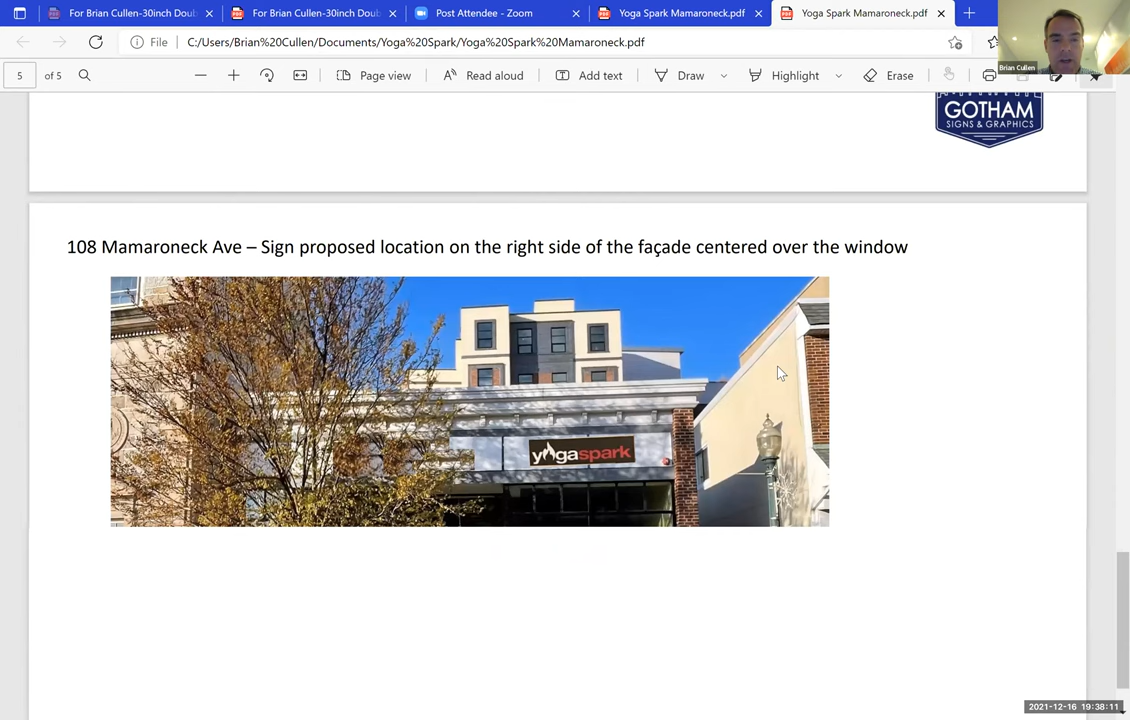 For Brian Cullen-30inch Doub
For Brian Cullen-30inch Doub
Post Attendee - Zoom
Yoga Spark Mamaroneck.pdf
Yoga Spark Mamaroneck.pdf
File
C:/Users/Brian%20Cullen/Documents/Yoga%20Spark/Yoga%20Spark%20Mamaroneck.pdf
5
of 5
Page view
Read aloud
Add text
Draw
Highlight
Erase
Brian Cullen
GOTHAM
SIGNS & GRAPHICS
108 Mamaroneck Ave – Sign proposed location on the right side of the façade centered over the window
yogaspark
2021-12-16 19:38:11